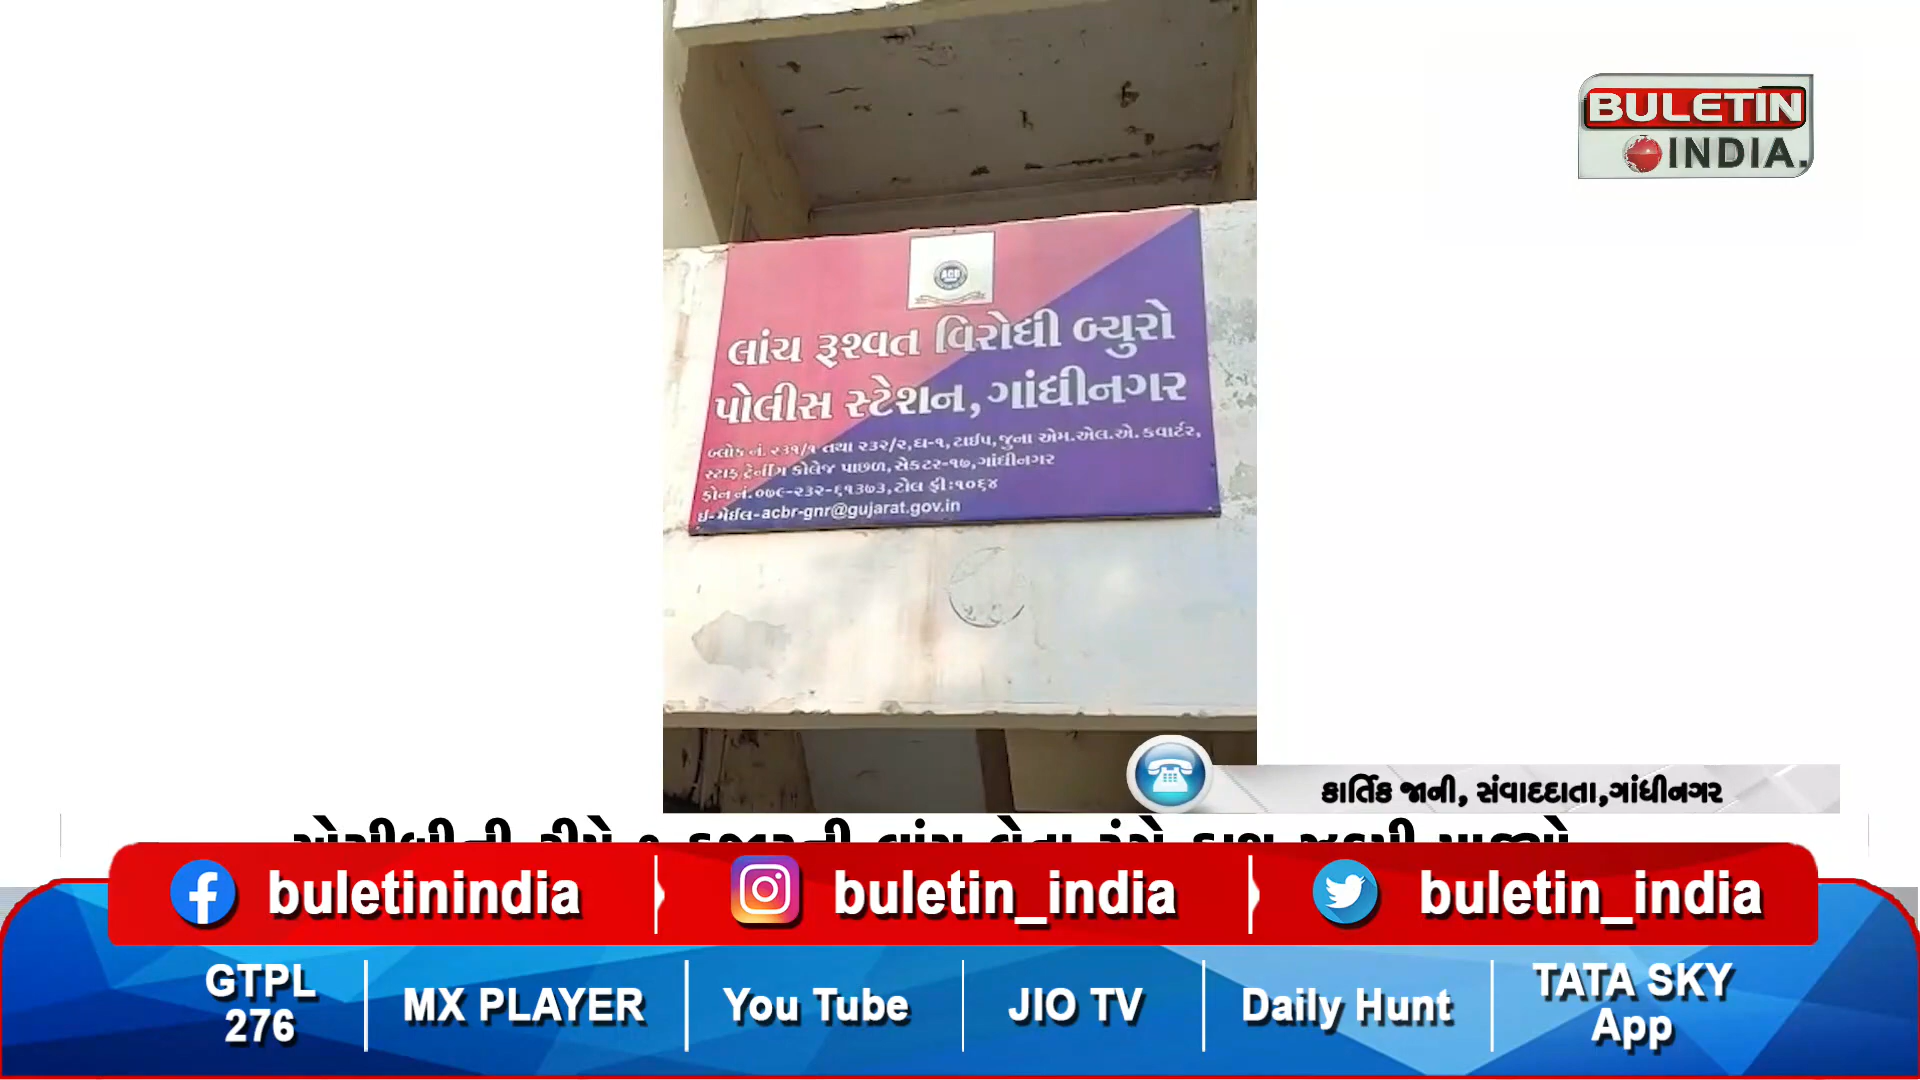 BULETIN
INDIA.
ACB
લાંચ રૂશ્વત વિરોધી બ્યુરો
પોલીસ સ્ટેશન, ગાંધીનગર
બ્લોક નં. ૨૩૧/૧ તથા ૨૩૨/૨, ઘ-૧, ટાઈપ, જુના એમ.એલ.એ. કવાર્ટર,
સ્ટાફ ટ્રેનીંગ કોલેજ પાછળ, સેકટર-૧૭, ગાંધીનગર
ફોન નં. ૦૭૯-૨૩૨-૬૧૩૭૩, ટોલ ફ્રી : ૧૦૬૪
ઈ-મેઈલ-acbr-gnr@gujarat.gov.in
કાર્તિક જાની, સંવાદદાતા,ગાંધીનગર
buletinindia
buletin_india
buletin_india
GTPL
276
MX PLAYER
You Tube
JIO TV
Daily Hunt
TATA SKY
App